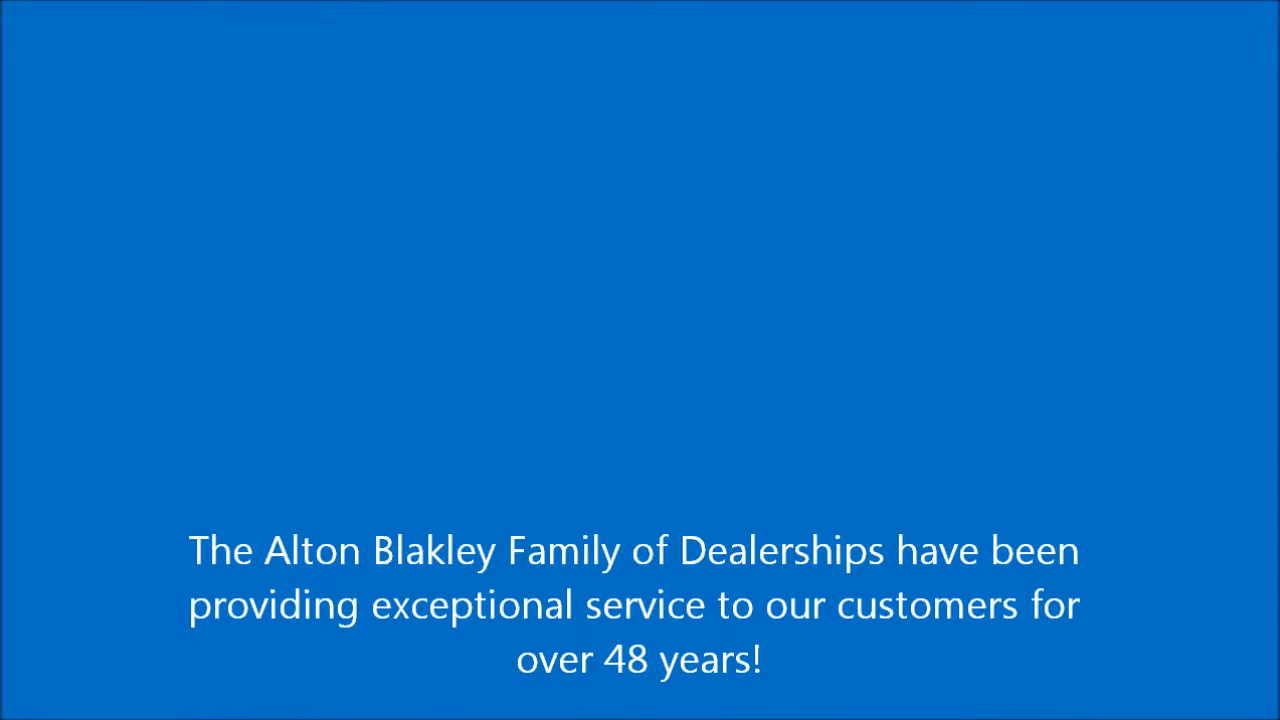 The Alton Blakley Family of Dealerships have been
providing exceptional service to our customers for
over 48 years!